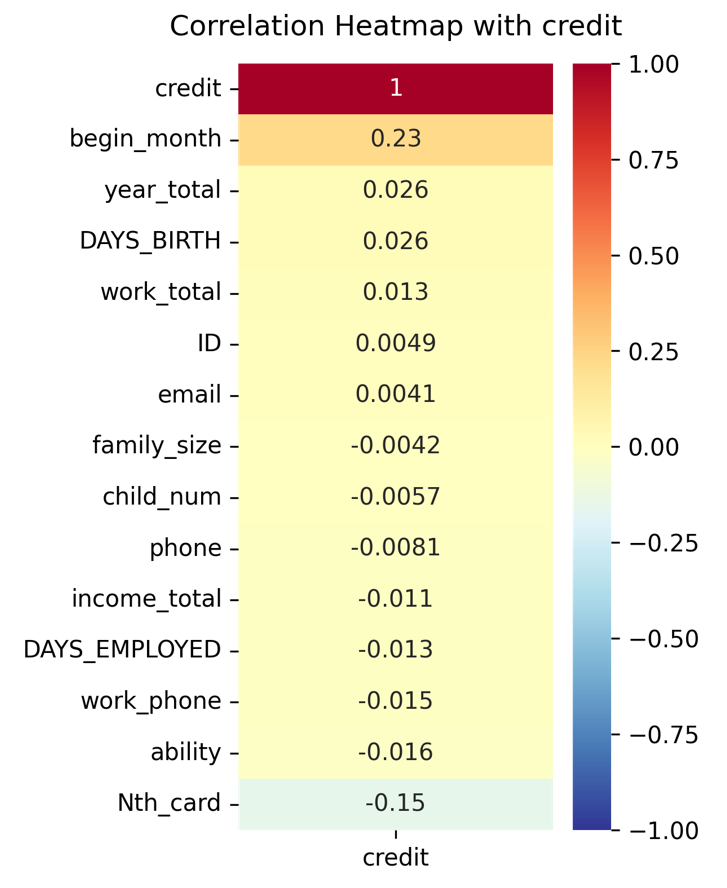 Correlation Heatmap with credit
credit 1
begin_month 0.23
year_total 0.026
DAYS_BIRTH 0.026
work_total 0.013
ID 0.0049
email 0.0041
family_size -0.0042
child_num -0.0057
phone -0.0081
income_total -0.011
DAYS_EMPLOYED -0.013
work_phone -0.015
ability -0.016
Nth_card -0.15
credit
1.00
0.75
0.50
0.25
0.00
−0.25
−0.50
−0.75
−1.00